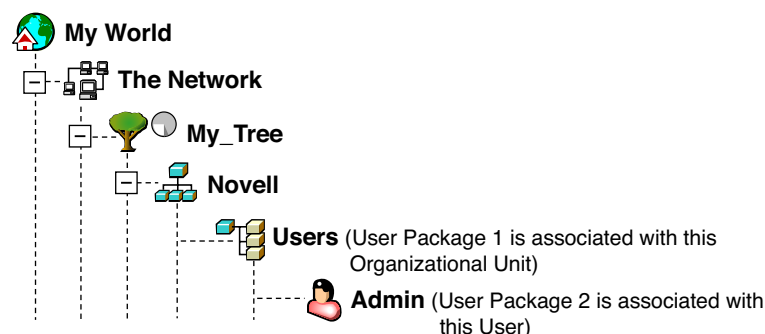 My World
The Network
My_Tree
Novell
Users (User Package 1 is associated with this
Organizational Unit)
Admin (User Package 2 is associated with
this User)